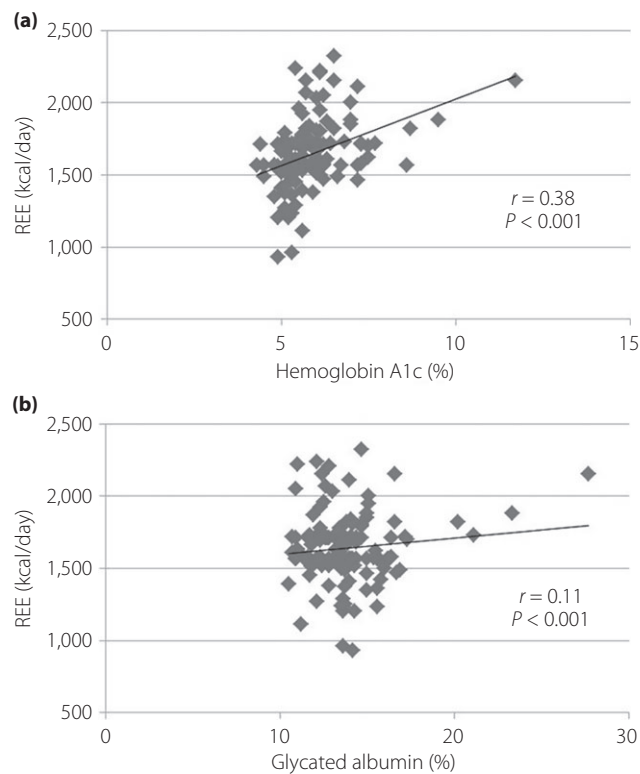 (a)
2,500
2,000
1,500
1,000
500
REE (kcal/day)
r = 0.38
P < 0.001
0 5 10 15
Hemoglobin A1c (%)
(b)
2,500
2,000
1,500
1,000
500
REE (kcal/day)
r = 0.11
P < 0.001
0 10 20 30
Glycated albumin (%)